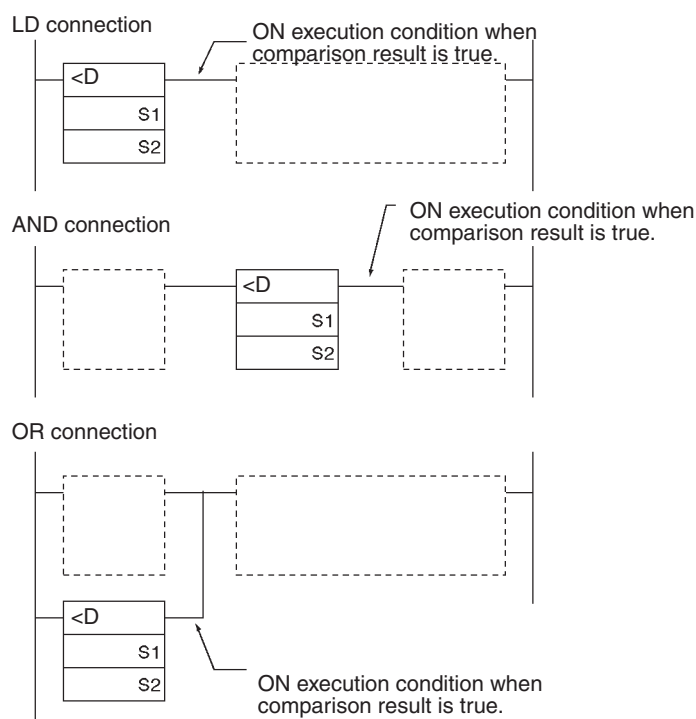 LD connection
ON execution condition when
comparison result is true.
<D
S1
S2
AND connection
ON execution condition when
comparison result is true.
<D
S1
S2
OR connection
<D
S1
S2
ON execution condition when
comparison result is true.